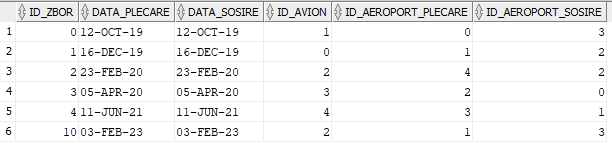 ID_ZBOR DATA_PLECARE DATA_SOSIRE ID_AVION ID_AEROPORT_PLECARE ID_AEROPORT_SOSIRE
1 0 12-OCT-19 12-OCT-19 1 0 3
2 1 16-DEC-19 16-DEC-19 0 1 2
3 2 23-FEB-20 23-FEB-20 2 4 2
4 3 05-APR-20 05-APR-20 3 2 0
5 4 11-JUN-21 11-JUN-21 4 3 1
6 10 03-FEB-23 03-FEB-23 2 1 3